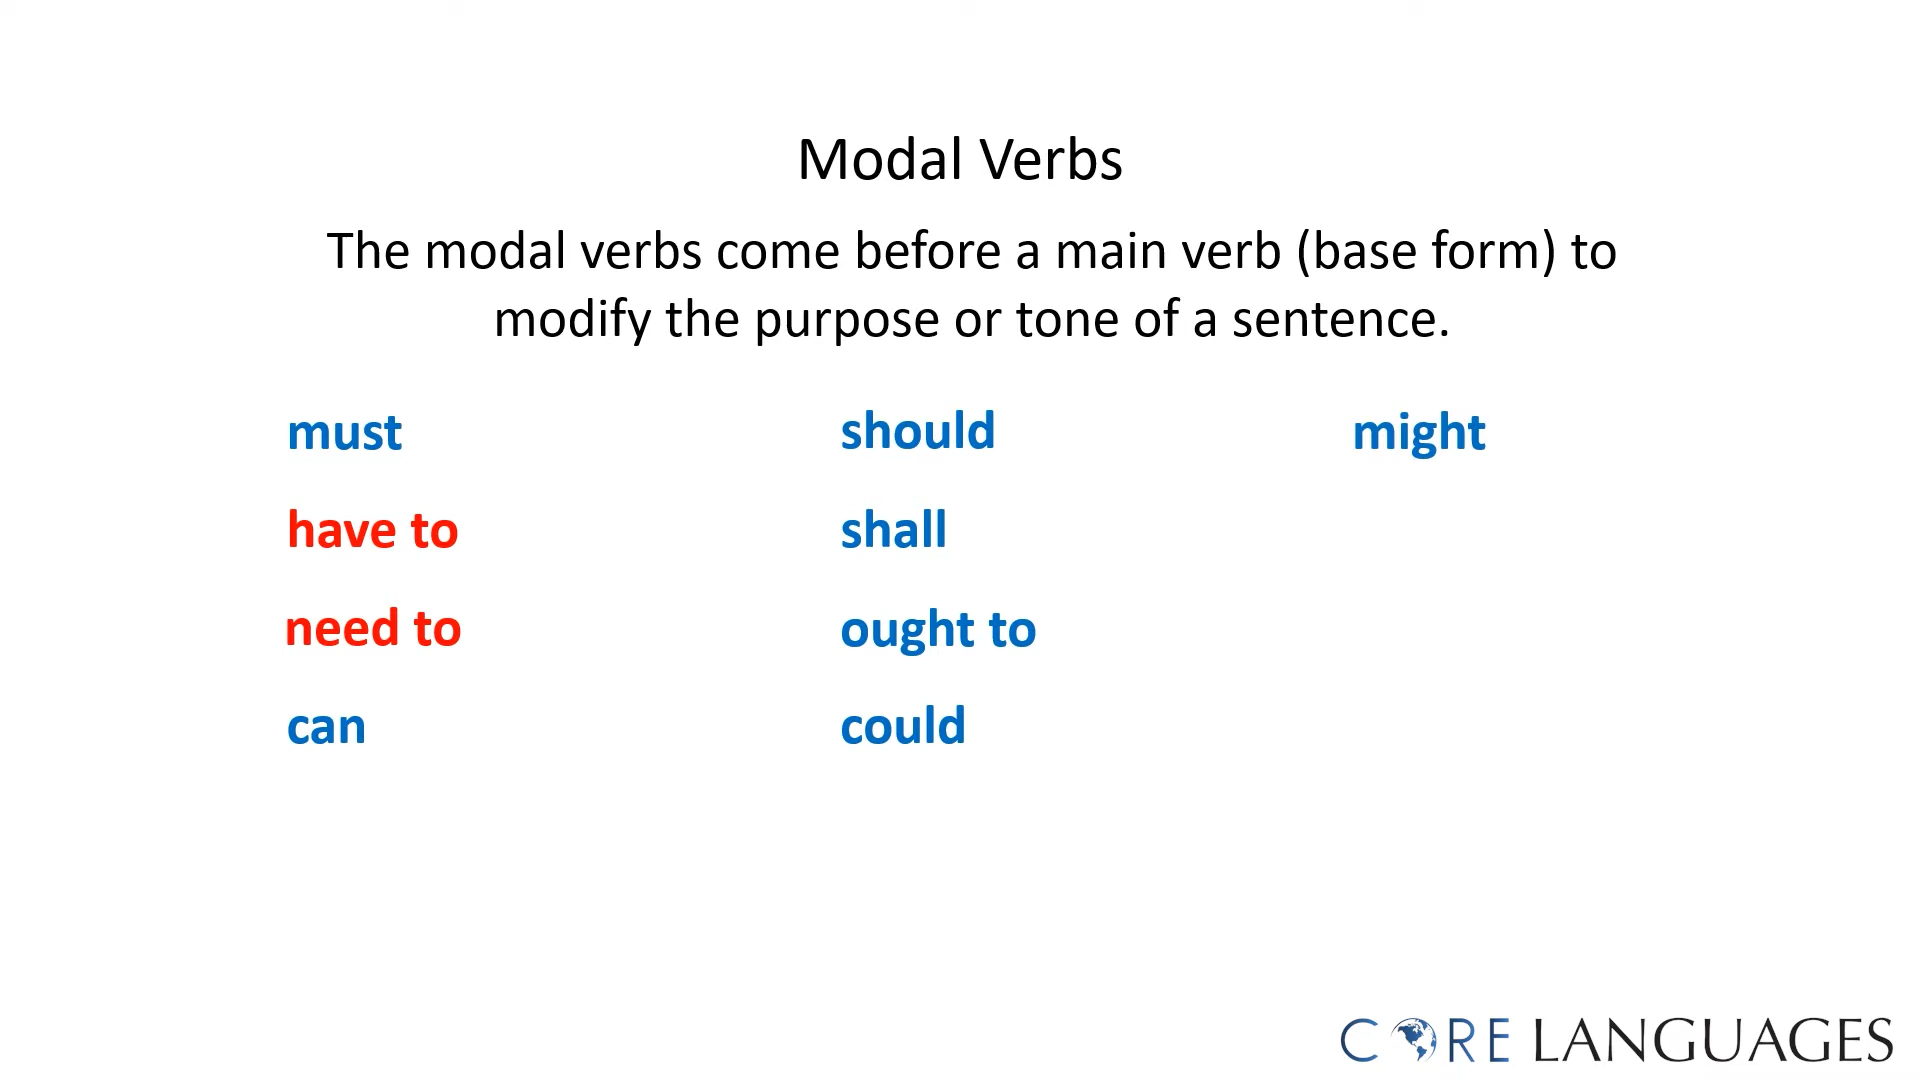 Modal Verbs
The modal verbs come before a main verb (base form) to
modify the purpose or tone of a sentence.
must
have to
need to
can
should
shall
ought to
could
might
CORE LANGUAGES